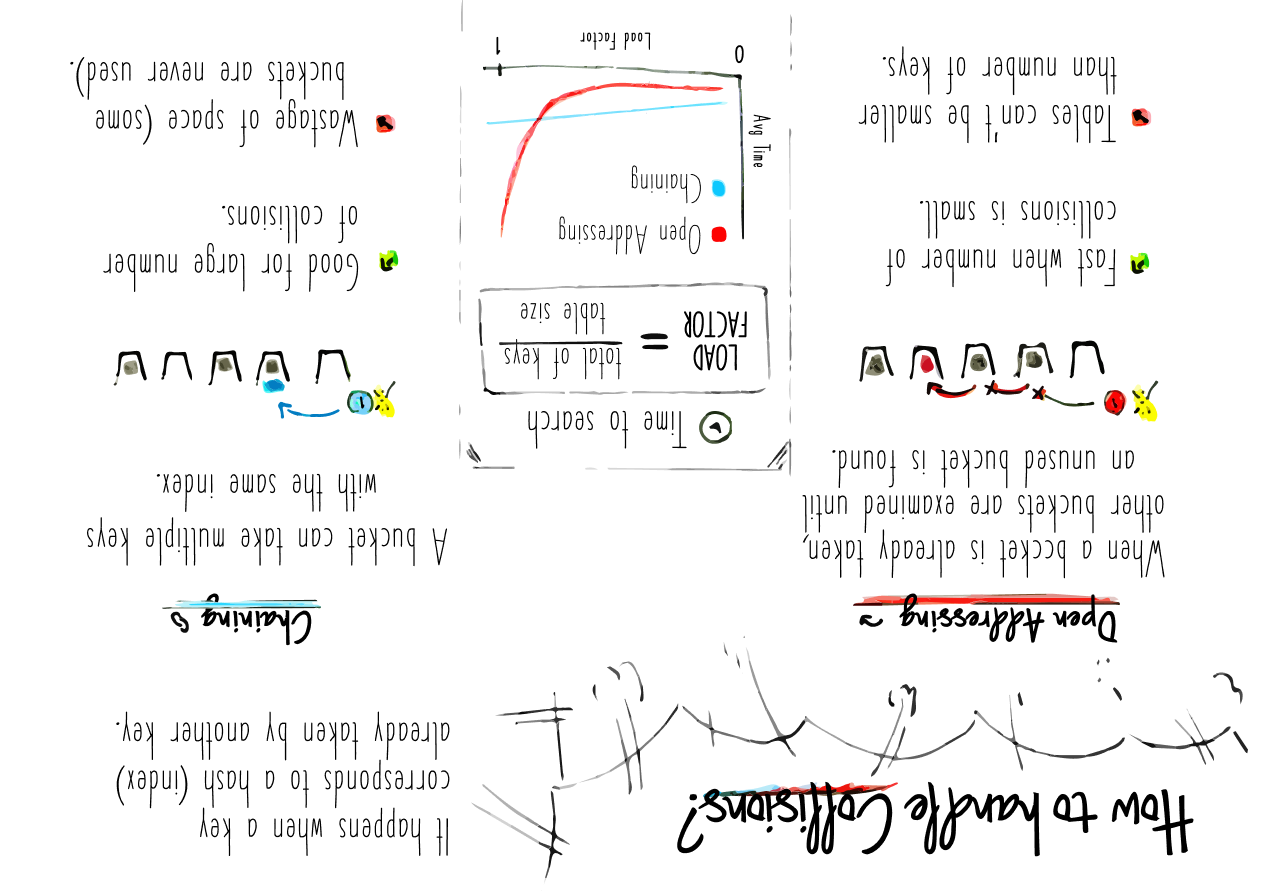 How to handle Collisions?
It happens when a key
corresponds to a hash (index)
already taken by another key.
Open Addressing
When a bccket is already taken,
other buckets are examined until
an unused bucket is found.
Fast when number of
collisions is small.
Tables can't be smaller
than number of keys.
Time to search
LOAD
FACTOR
=
total of keys
table size
Open Addressing
Chaining
Avg Time
0
Load Factor
1
Chaining
A bucket can take multiple keys
with the same index.
Good for large number
of collisions.
Wastage of space (some
buckets are never used).